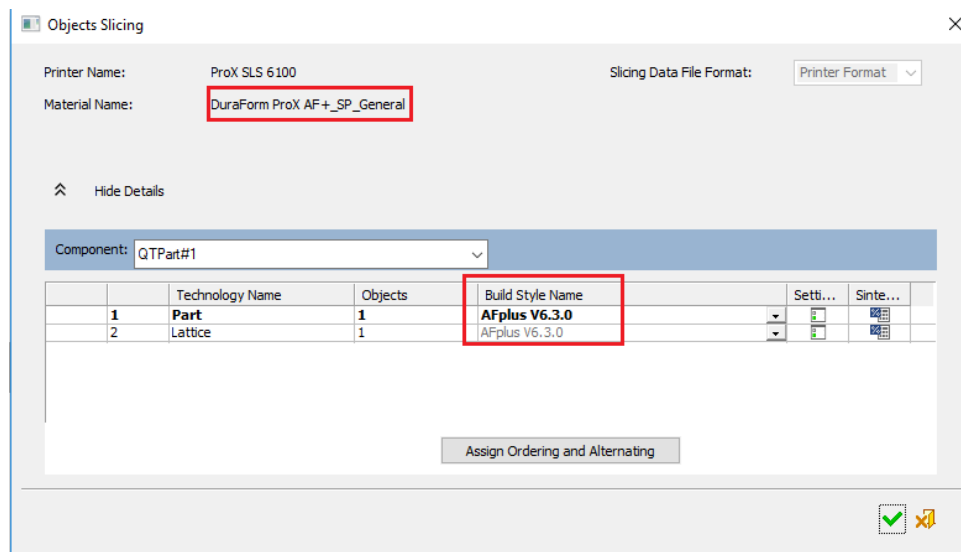 Objects Slicing
Printer Name: ProX SLS 6100 Slicing Data File Format: Printer Format
Material Name: DuraForm ProX AF+_SP_General
Hide Details
Component: QTPart#1
Technology Name Objects Build Style Name Setti... Sinte...
1 Part 1 AFplus V6.3.0
2 Lattice 1 AFplus V6.3.0
Assign Ordering and Alternating